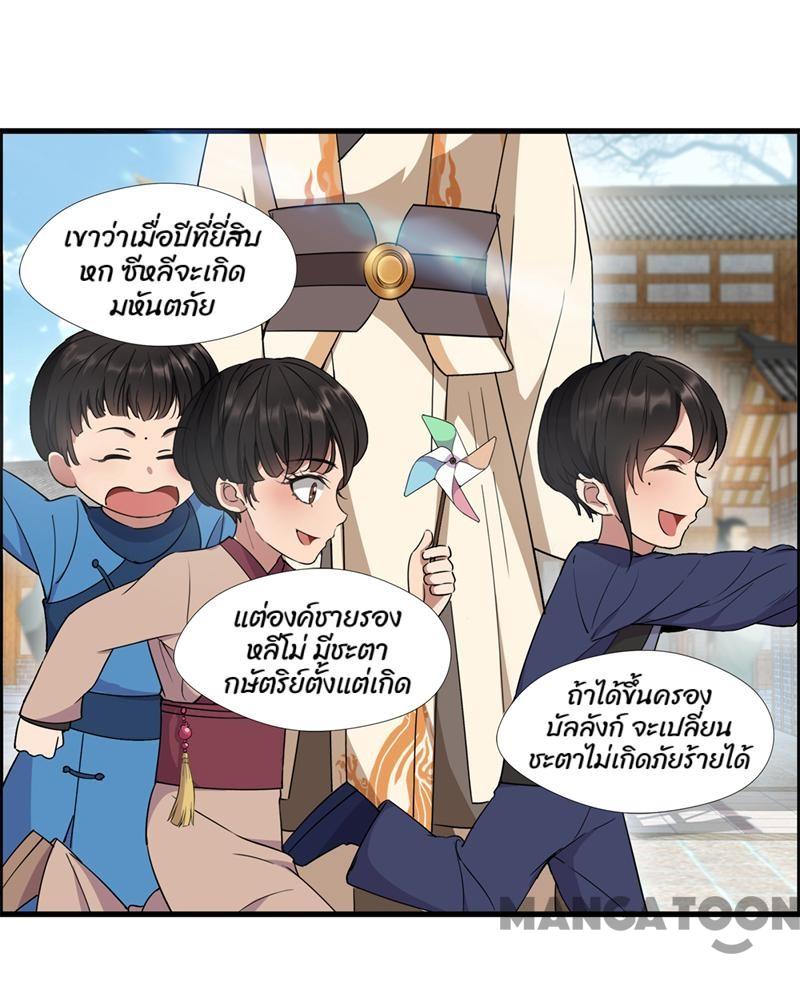 เขาว่าเมื่อปีที่ยี่สิบ
หก ซีหลีจะเกิด
มหันตภัย
แต่องค์ชายรอง
หลีโม่ มีชะตา
กษัตริย์ตั้งแต่เกิด
ถ้าได้ขึ้นครอง
บัลลังก์ จะเปลี่ยน
ชะตาไม่เกิดภัยร้ายได้
MANGA TOON